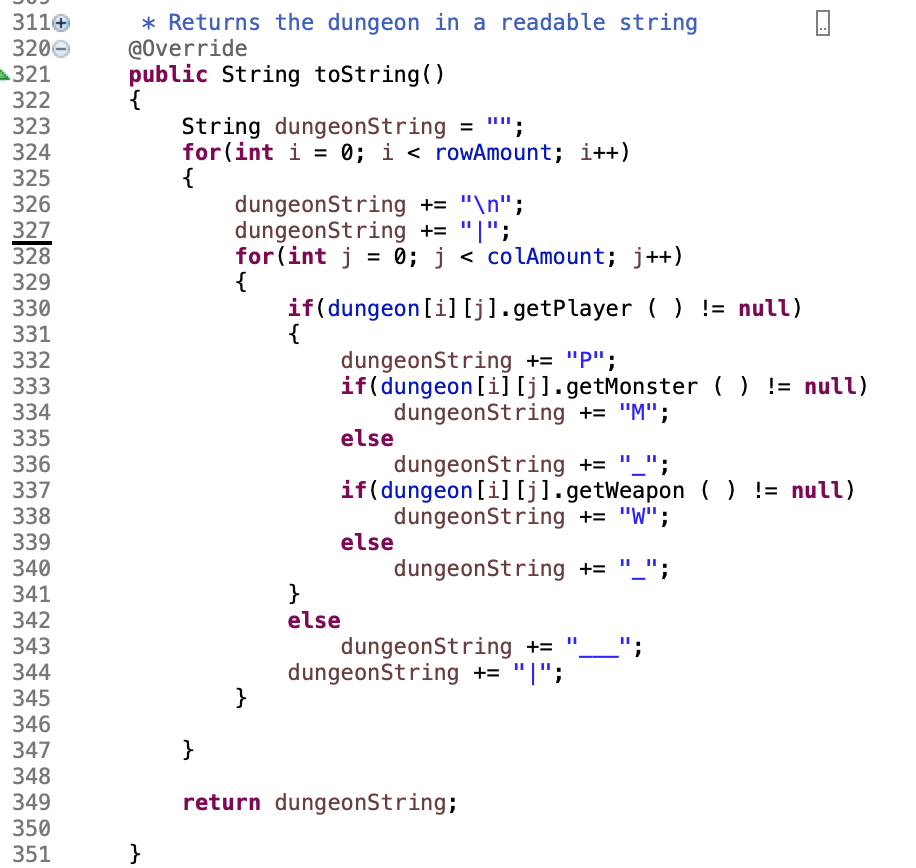 311 * Returns the dungeon in a readable string ..
320 @Override
321 public String toString()
322 {
323 String dungeonString = "";
324 for(int i = 0; i < rowAmount; i++)
325 {
326 dungeonString += "\n";
327 dungeonString += "|";
328 for(int j = 0; j < colAmount; j++)
329 {
330 if(dungeon[i][j].getPlayer ( ) != null)
331 {
332 dungeonString += "P";
333 if(dungeon[i][j].getMonster ( ) != null)
334 dungeonString += "M";
335 else
336 dungeonString += "_";
337 if(dungeon[i][j].getWeapon ( ) != null)
338 dungeonString += "W";
339 else
340 dungeonString += "_";
341 }
342 else
343 dungeonString += "___";
344 dungeonString += "|";
345 }
346
347 }
348
349 return dungeonString;
350
351 }